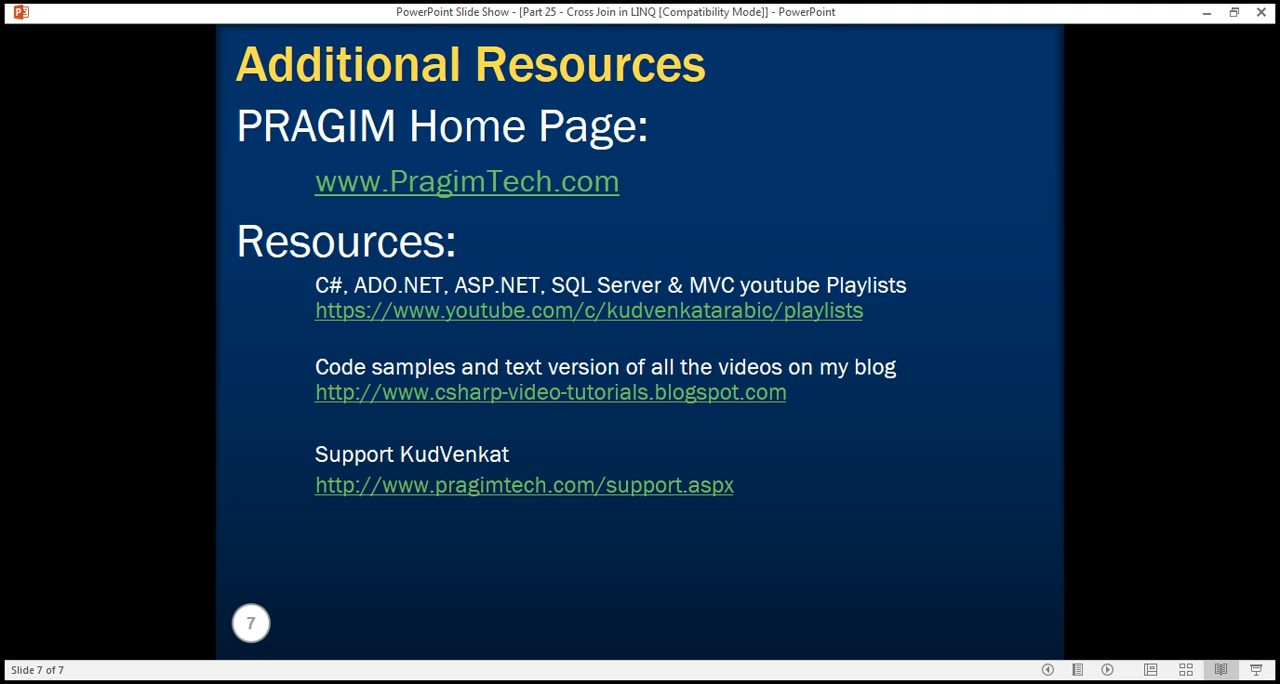 PowerPoint Slide Show - [Part 25 - Cross Join in LINQ [Compatibility Mode]] - PowerPoint
Additional Resources
PRAGIM Home Page:
www.PragimTech.com
Resources:
C#, ADO.NET, ASP.NET, SQL Server & MVC youtube Playlists
https://www.youtube.com/c/kudvenkatarabic/playlists
Code samples and text version of all the videos on my blog
http://www.csharp-video-tutorials.blogspot.com
Support KudVenkat
http://www.pragimtech.com/support.aspx
7
Slide 7 of 7